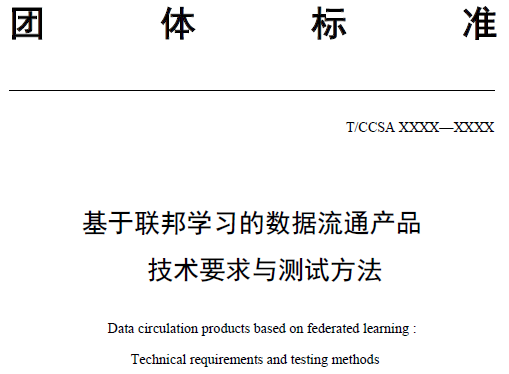 团体标准
T/CCSA XXXX—XXXX
基于联邦学习的数据流通产品
技术要求与测试方法
Data circulation products based on federated learning :
Technical requirements and testing methods